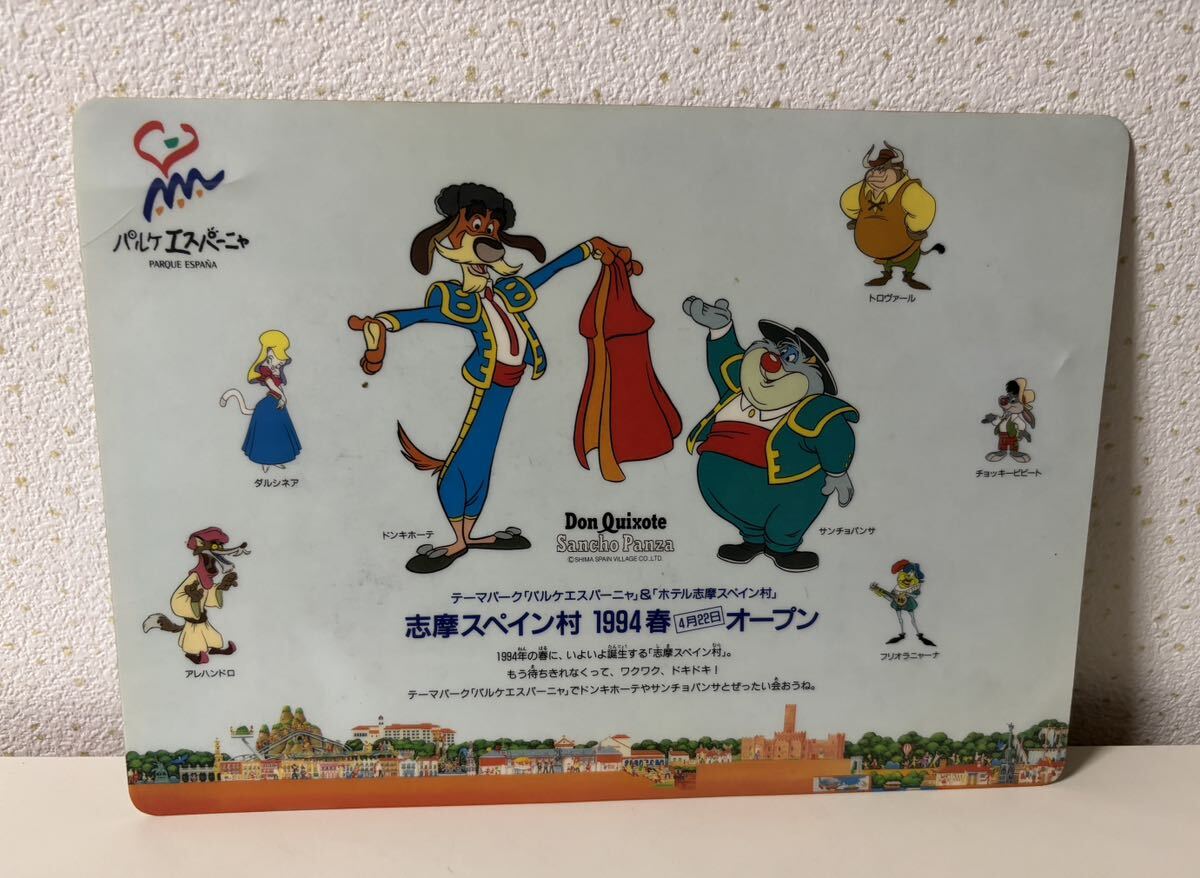 パルケ エスパーニャ
PARQUE ESPAÑA
トロヴァール
ダルシネア
チョッキーピピート
ドンキホーテ
Don Quixote
Sancho Panza
©SHIMA SPAIN VILLAGE CO.,LTD.
サンチョパンサ
アレハンドロ
フリオラニャーナ
テーマパーク「パルケエスパーニャ」&「ホテル志摩スペイン村」
志摩スペイン村 1994 春 4月22日 オープン
1994年の春に、いよいよ誕生する「志摩スペイン村」。
もう待ちきれなくって、ワクワク、ドキドキ!
テーマパーク「パルケエスパーニャ」でドンキホーテやサンチョパンサとぜったい会おうね。